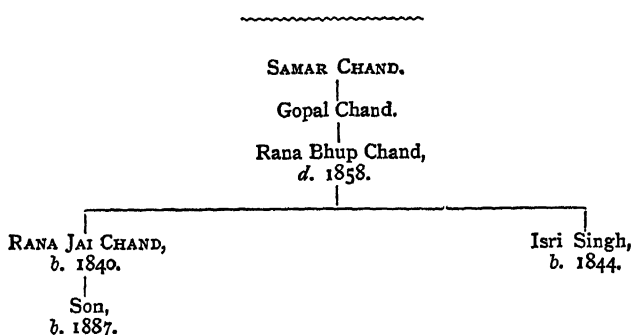 SAMAR CHAND.
Gopal Chand.
Rana Bhup Chand,
d. 1858.
RANA JAI CHAND,
b. 1840.
Isri Singh,
b. 1844.
Son,
b. 1887.